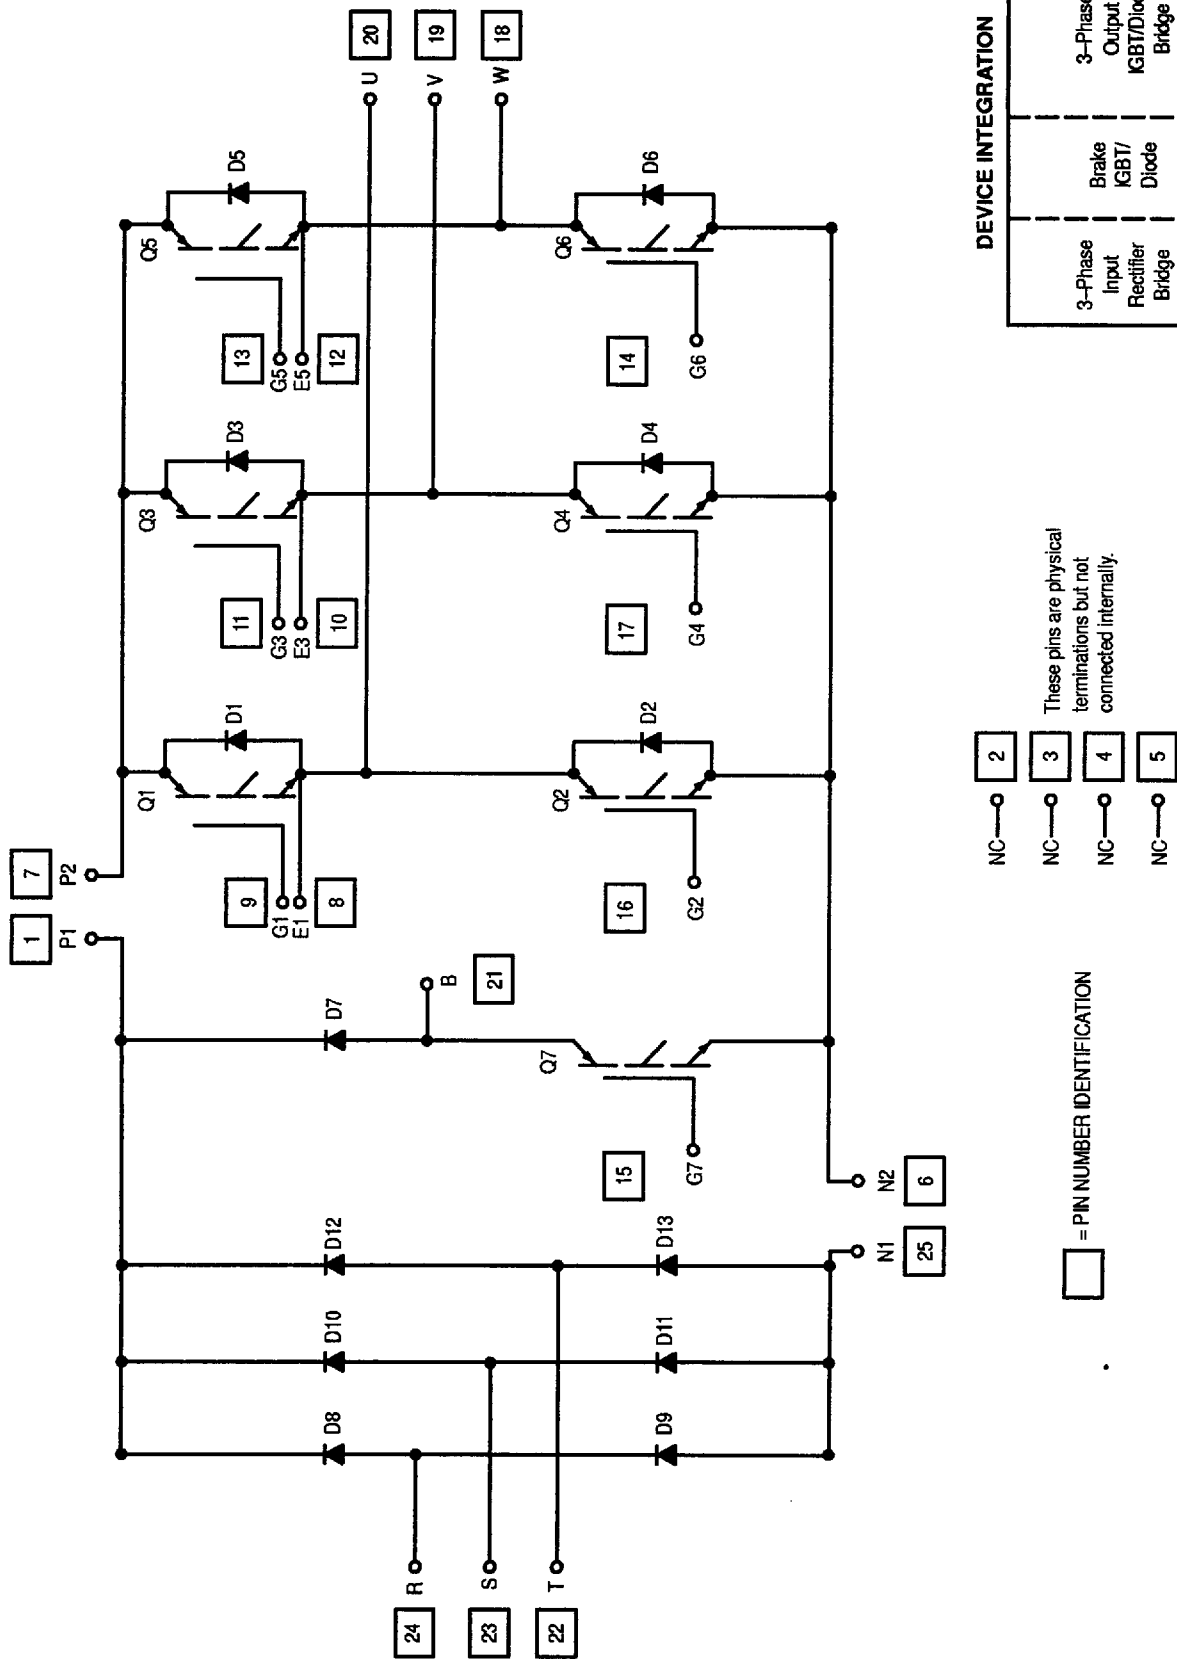 7
P2
1
P1
20
U
19
V
18
W
Q1
D1
Q3
D3
Q5
D5
9
G1
E1
8
11
G3
E3
10
13
G5
E5
12
D7
B
21
D8
D10
D12
R
24
S
23
T
22
D9
D11
D13
Q7
15
G7
Q2
D2
16
G2
Q4
D4
17
G4
Q6
D6
14
G6
N1
25
N2
6
= PIN NUMBER IDENTIFICATION
NC
2
NC
3
NC
4
NC
5
These pins are physical
terminations but not
connected internally.
DEVICE INTEGRATION
3–Phase
Input
Rectifier
Bridge
Brake
IGBT/
Diode
3–Phase
Output
IGBT/Diod
Bridge